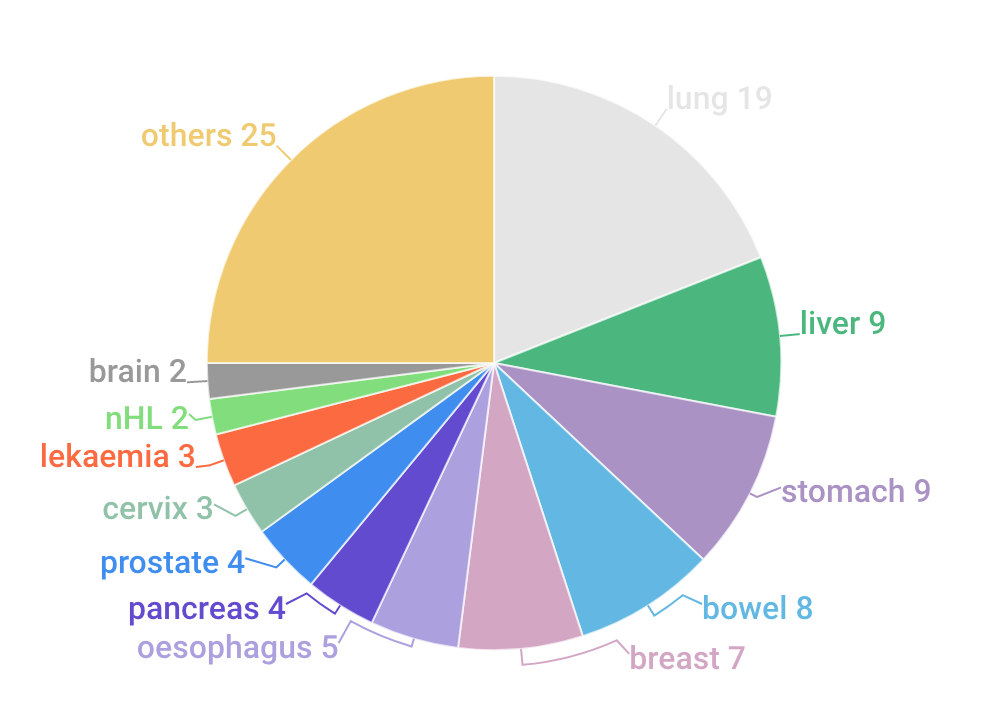 lung 19
others 25
liver 9
brain 2
nHL 2
lekaemia 3
stomach 9
cervix 3
prostate 4
pancreas 4
bowel 8
oesophagus 5
breast 7